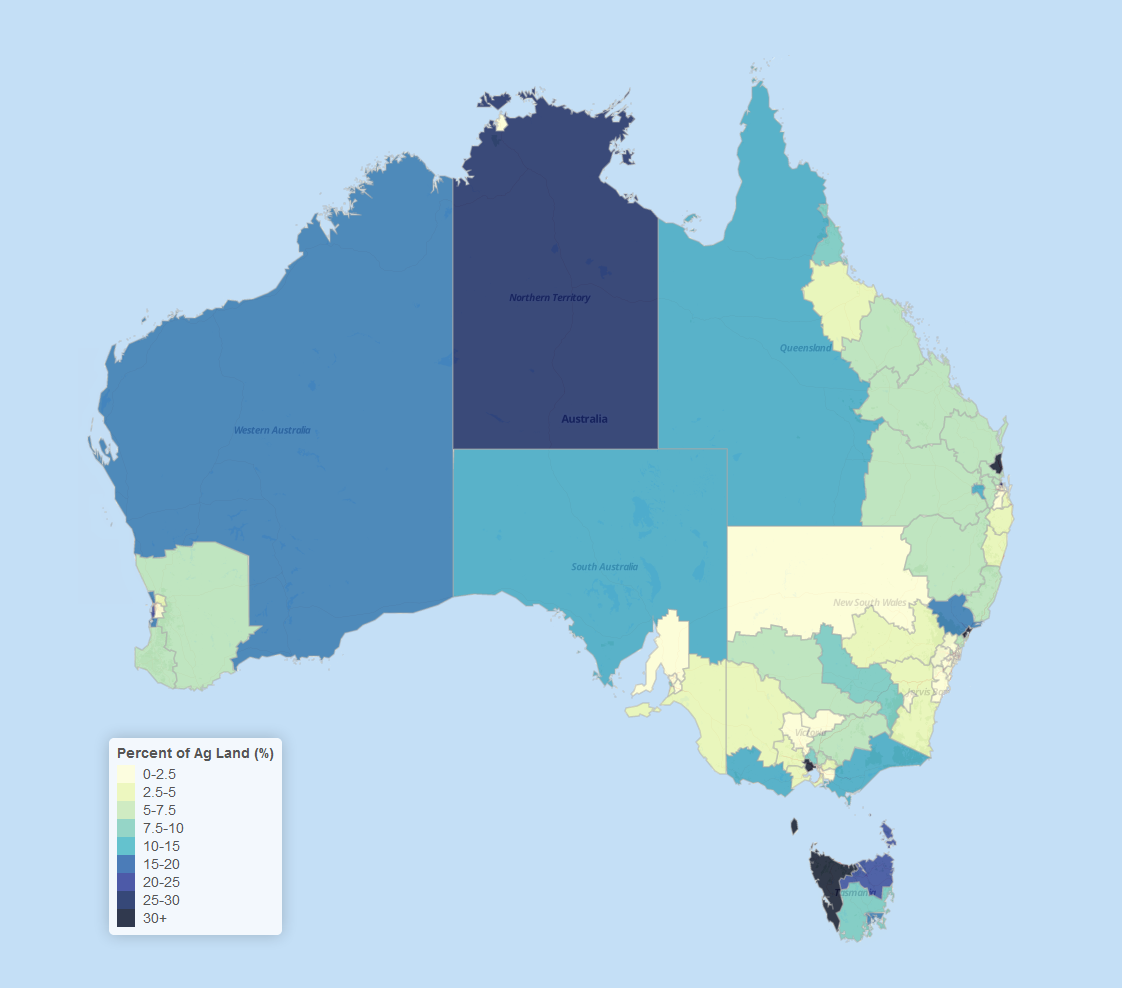 Northern Territory
Queensland
Australia
Western Australia
South Australia
New South Wales
Jervis Bay
Victoria
Percent of Ag Land (%)
0-2.5
2.5-5
5-7.5
7.5-10
10-15
15-20
20-25
25-30
30+
Tasmania